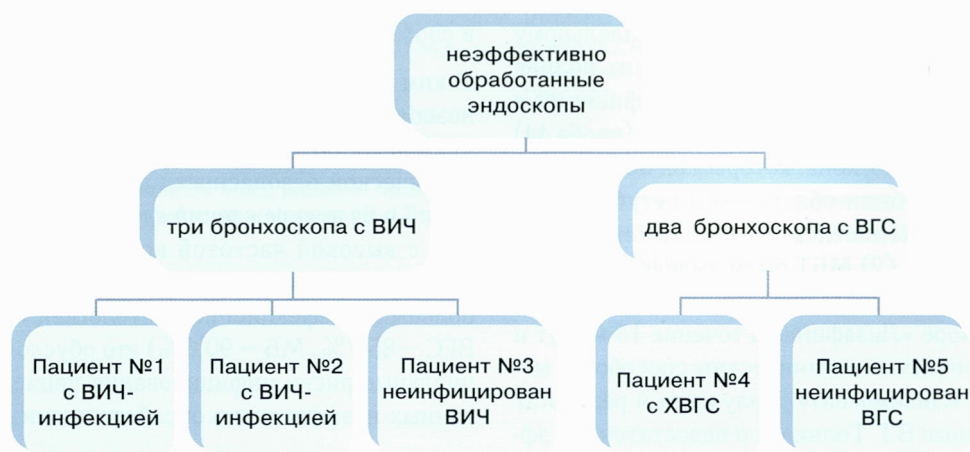 неэффективно
обработанные
эндоскопы
три бронхоскопа с ВИЧ
два бронхоскопа с ВГС
Пациент №1
с ВИЧ-
инфекцией
Пациент №2
с ВИЧ-
инфекцией
Пациент №3
неинфицирован
ВИЧ
Пациент №4
с ХВГС
Пациент №5
неинфицирован
ВГС